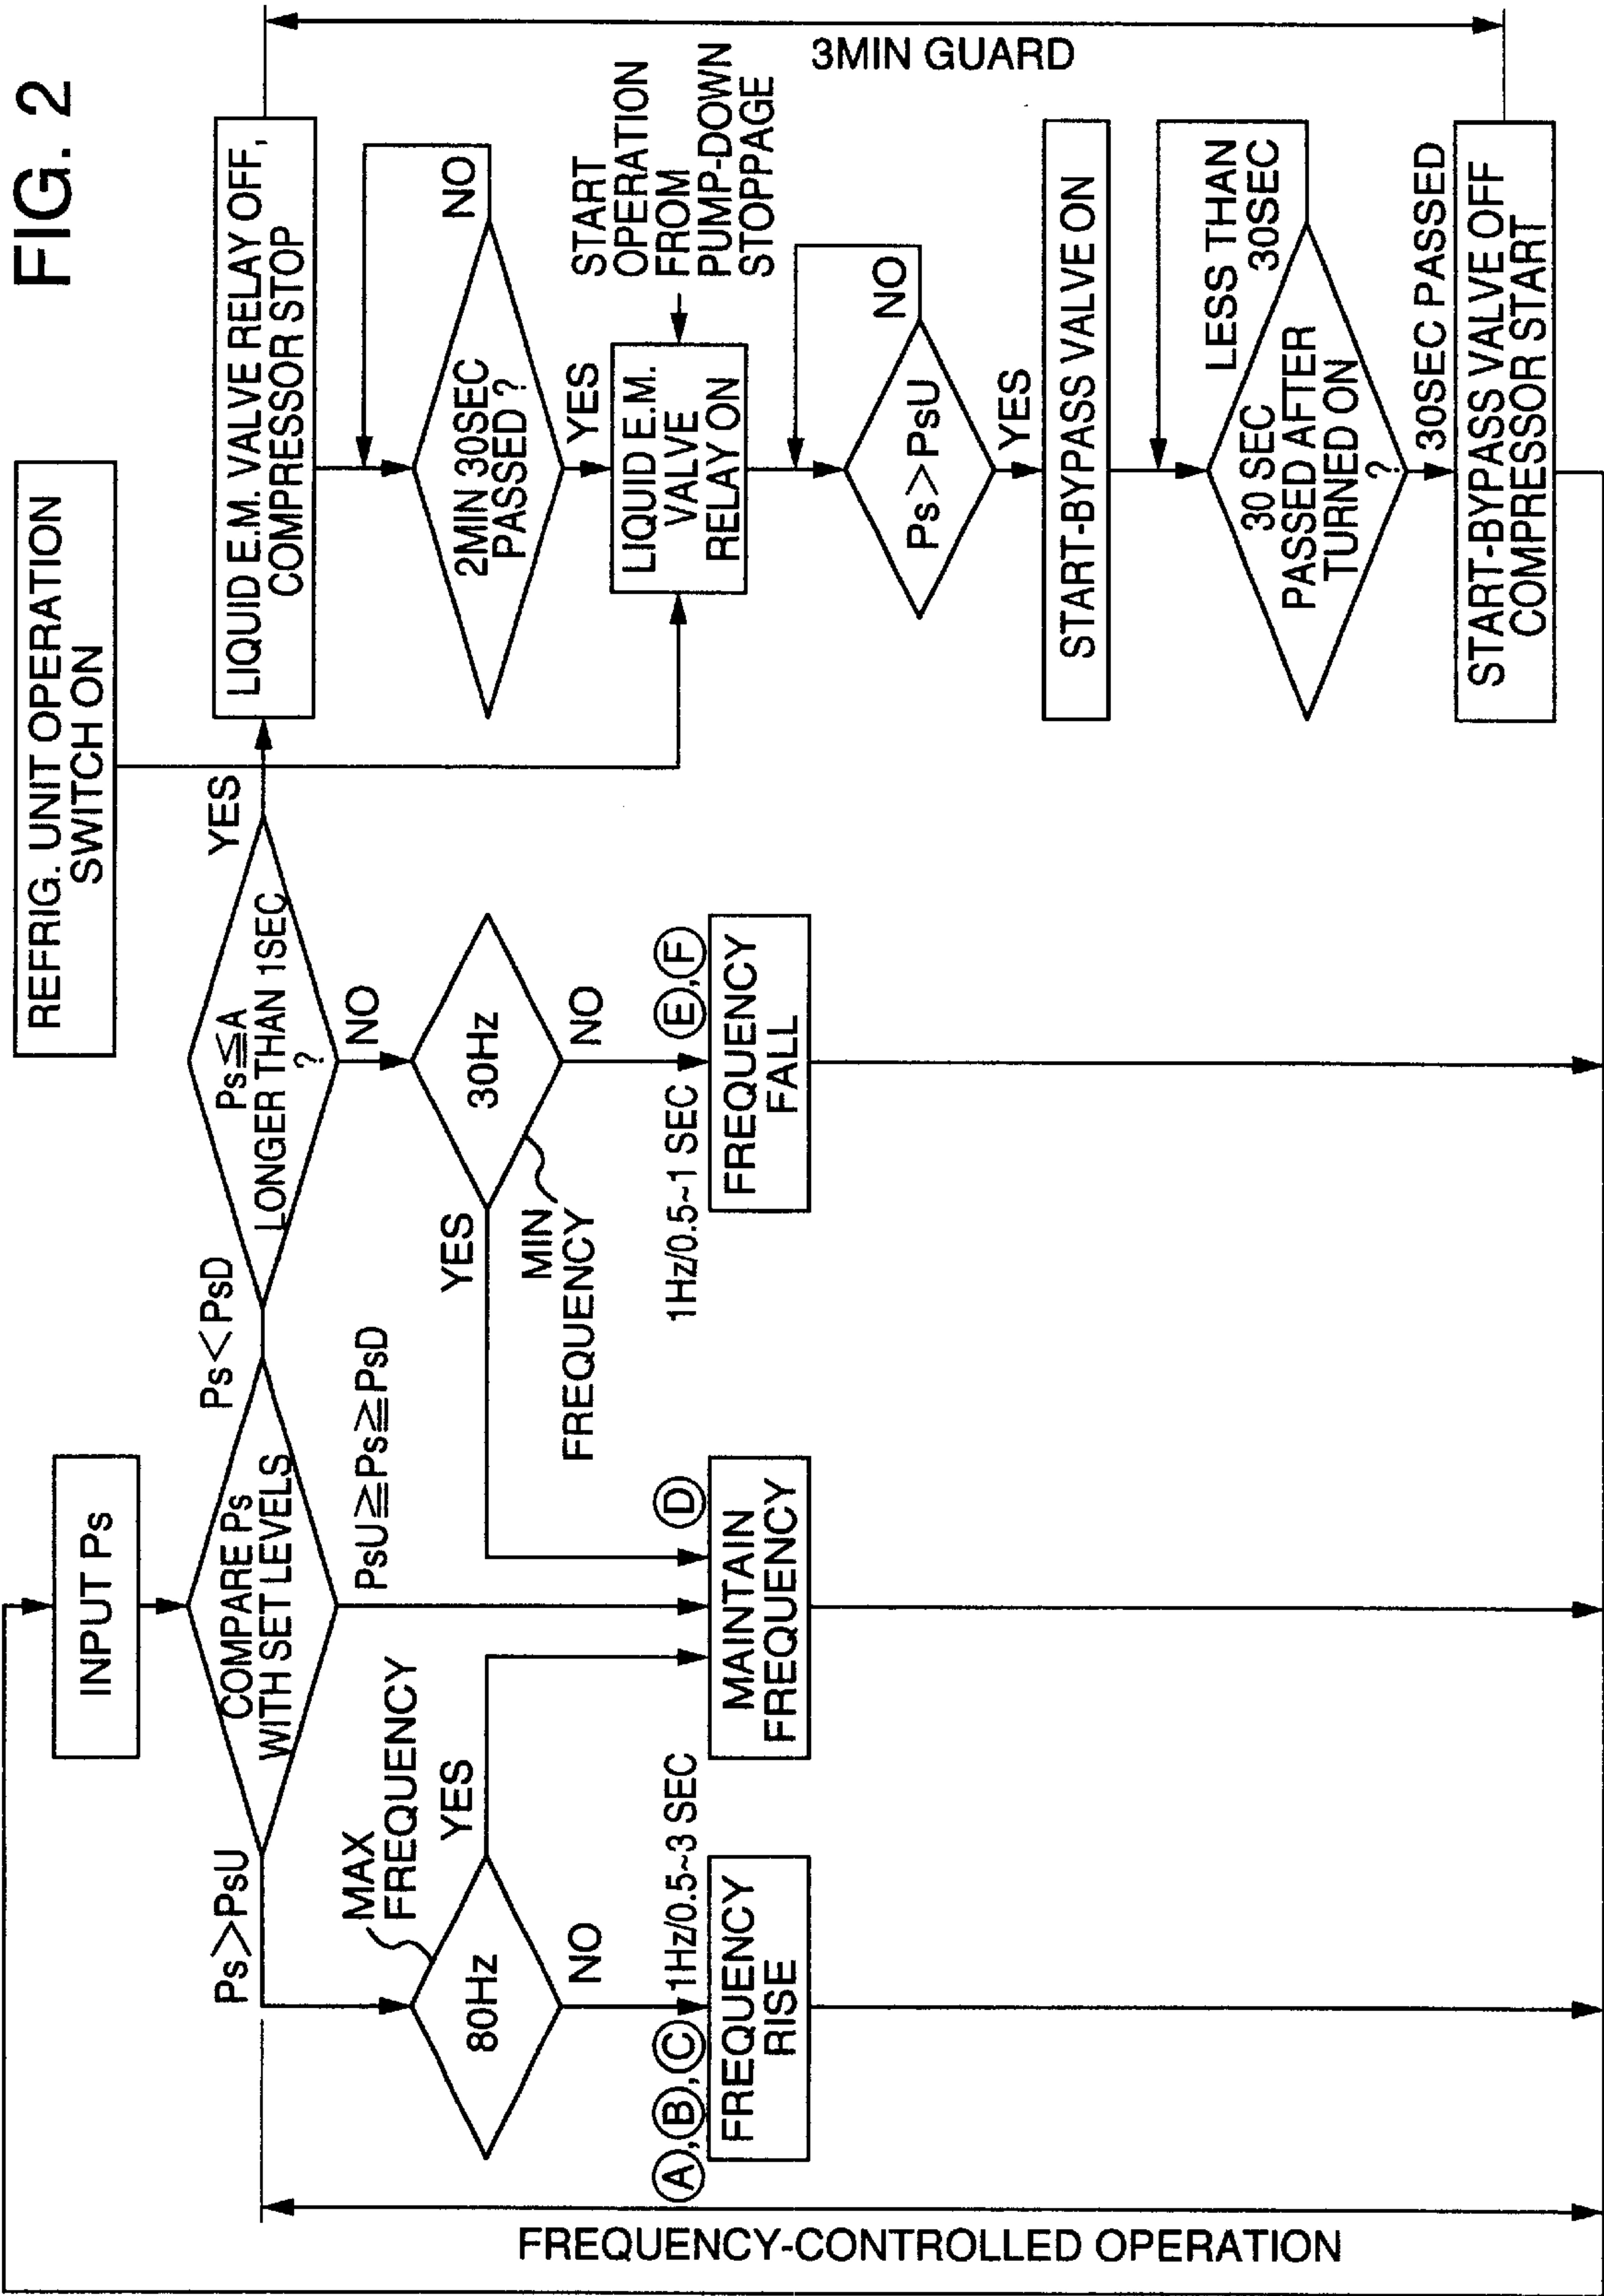 FIG. 2
REFRIG. UNIT OPERATION
SWITCH ON
INPUT Ps
COMPARE Ps
WITH SET LEVELS
Ps>PsU
PsU≧Ps≧PsD
Ps<PsD
MAX
FREQUENCY
80Hz
YES
NO
Ⓐ,Ⓑ,Ⓒ 1Hz/0.5~3 SEC
FREQUENCY
RISE
Ⓓ
MAINTAIN
FREQUENCY
Ps≦A
LONGER THAN 1SEC
?
YES
NO
30Hz
YES
NO
MIN
FREQUENCY
1Hz/0.5~1 SEC Ⓔ,Ⓕ
FREQUENCY
FALL
LIQUID E.M. VALVE RELAY OFF,
COMPRESSOR STOP
2MIN 30SEC
PASSED ?
NO
YES
LIQUID E.M.
VALVE
RELAY ON
START
OPERATION
FROM
PUMP-DOWN
STOPPAGE
Ps>PsU
NO
YES
START-BYPASS VALVE ON
30 SEC
PASSED AFTER
TURNED ON
?
LESS THAN
30SEC
30SEC PASSED
START-BYPASS VALVE OFF
COMPRESSOR START
3MIN GUARD
FREQUENCY-CONTROLLED OPERATION